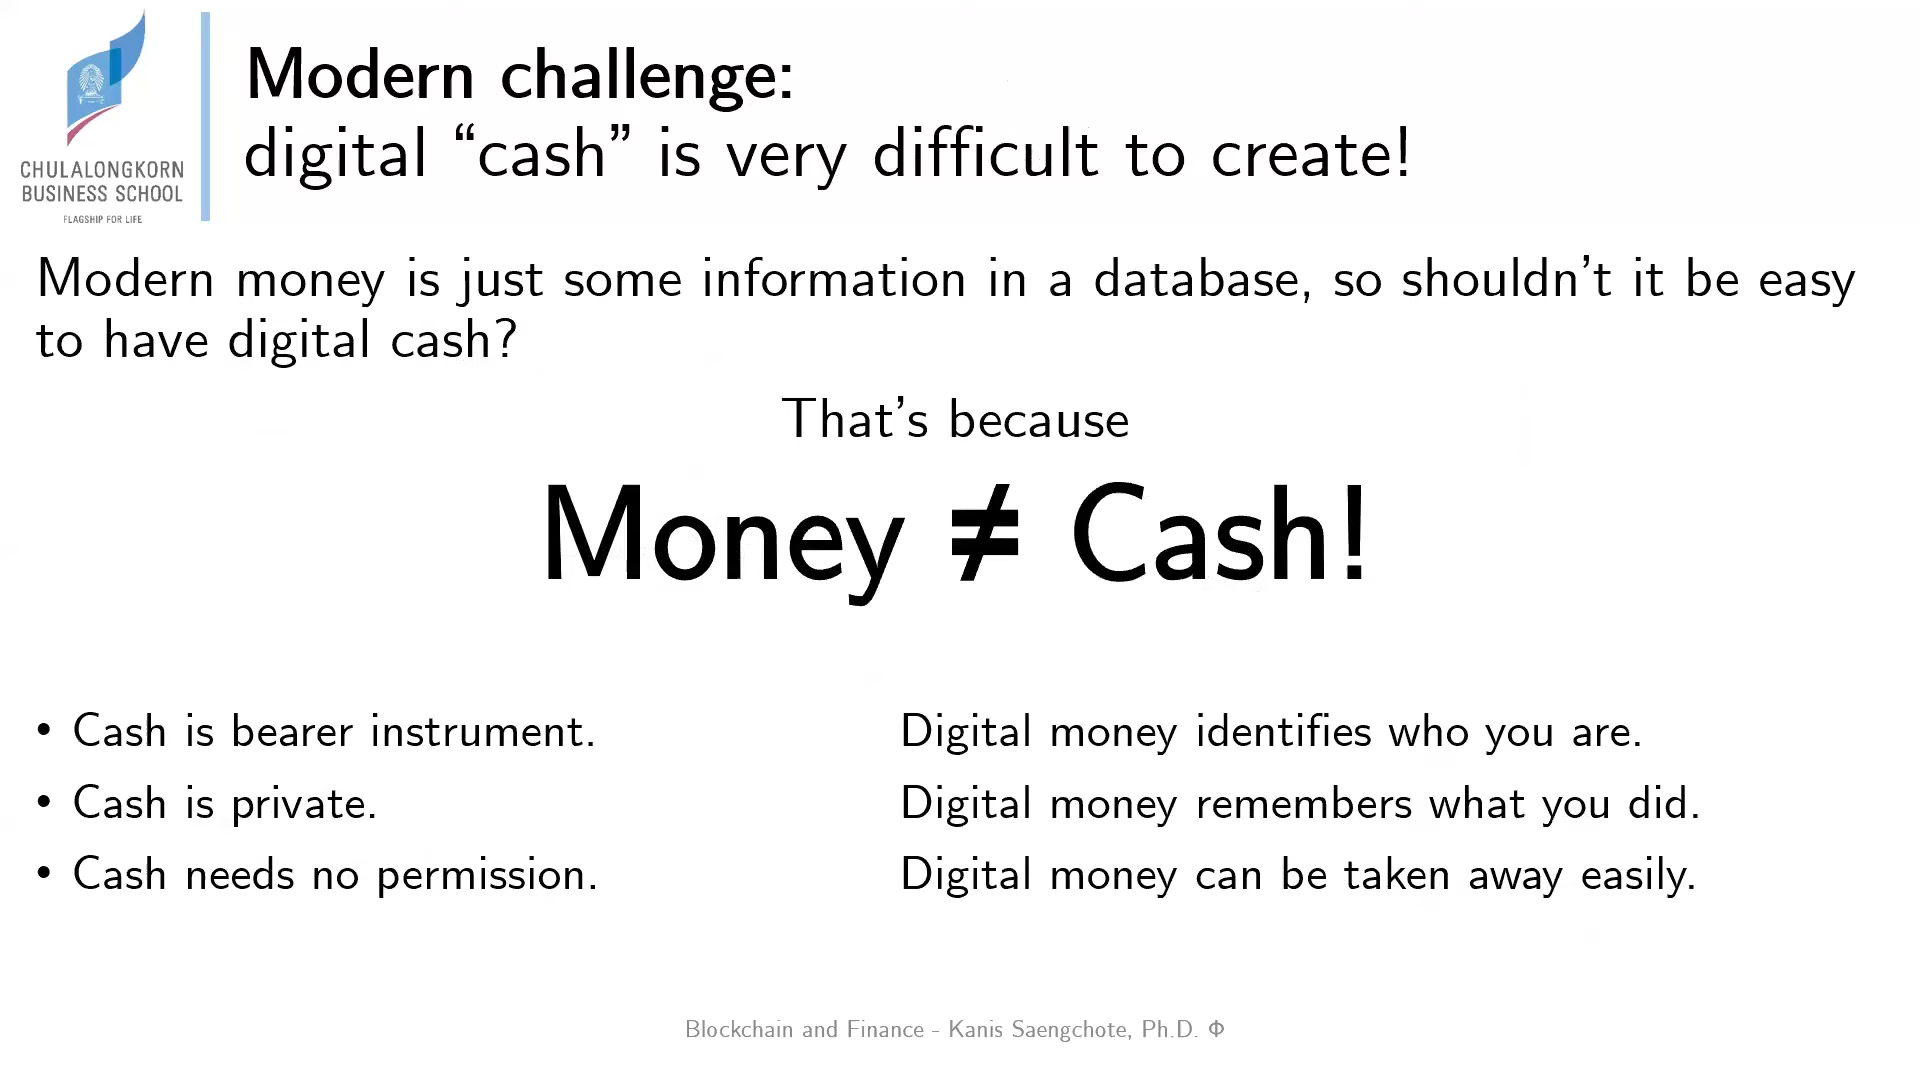 CHULALONGKORN
BUSINESS SCHOOL
FLAGSHIP FOR LIFE
Modern challenge:
digital “cash” is very difficult to create!
Modern money is just some information in a database, so shouldn’t it be easy
to have digital cash?
That’s because
Money ≠ Cash!
• Cash is bearer instrument.
Digital money identifies who you are.
• Cash is private.
Digital money remembers what you did.
• Cash needs no permission.
Digital money can be taken away easily.
Blockchain and Finance - Kanis Saengchote, Ph.D. Φ